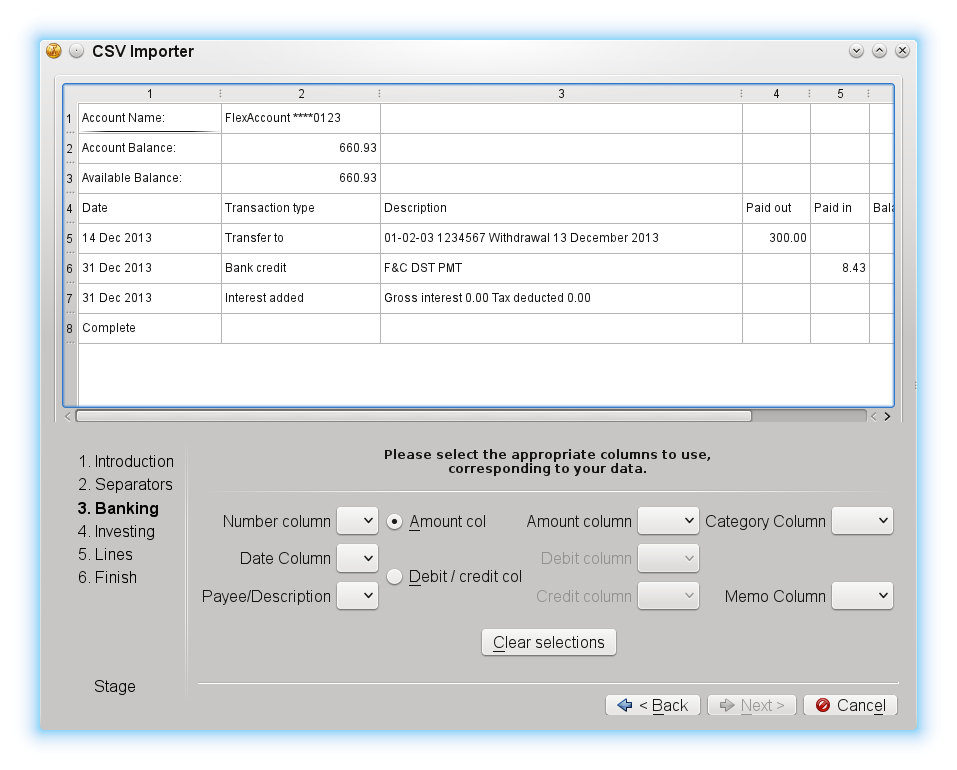 CSV Importer
1 2 3 4 5
1 Account Name: FlexAccount ****0123
2 Account Balance: 660.93
3 Available Balance: 660.93
4 Date Transaction type Description Paid out Paid in Bala
5 14 Dec 2013 Transfer to 01-02-03 1234567 Withdrawal 13 December 2013 300.00
6 31 Dec 2013 Bank credit F&C DST PMT 8.43
7 31 Dec 2013 Interest added Gross interest 0.00 Tax deducted 0.00
8 Complete
Please select the appropriate columns to use,
corresponding to your data.
1. Introduction
2. Separators
3. Banking
4. Investing
5. Lines
6. Finish
Stage
Number column Amount col Amount column Category Column
Date Column Debit column
Debit / credit col
Payee/Description Credit column Memo Column
Clear selections
< Back Next > Cancel